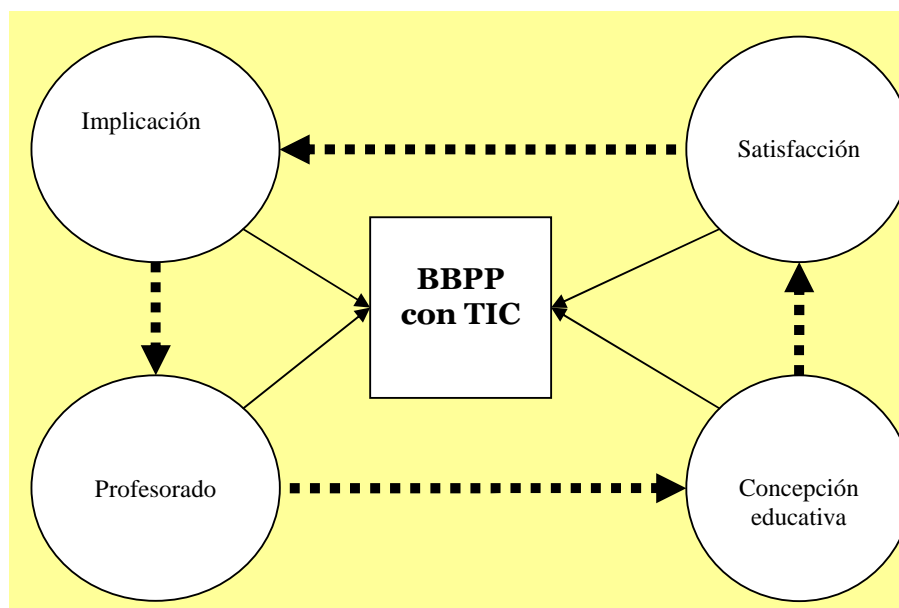 Implicación
Satisfacción
BBPP
con TIC
Profesorado
Concepción
educativa